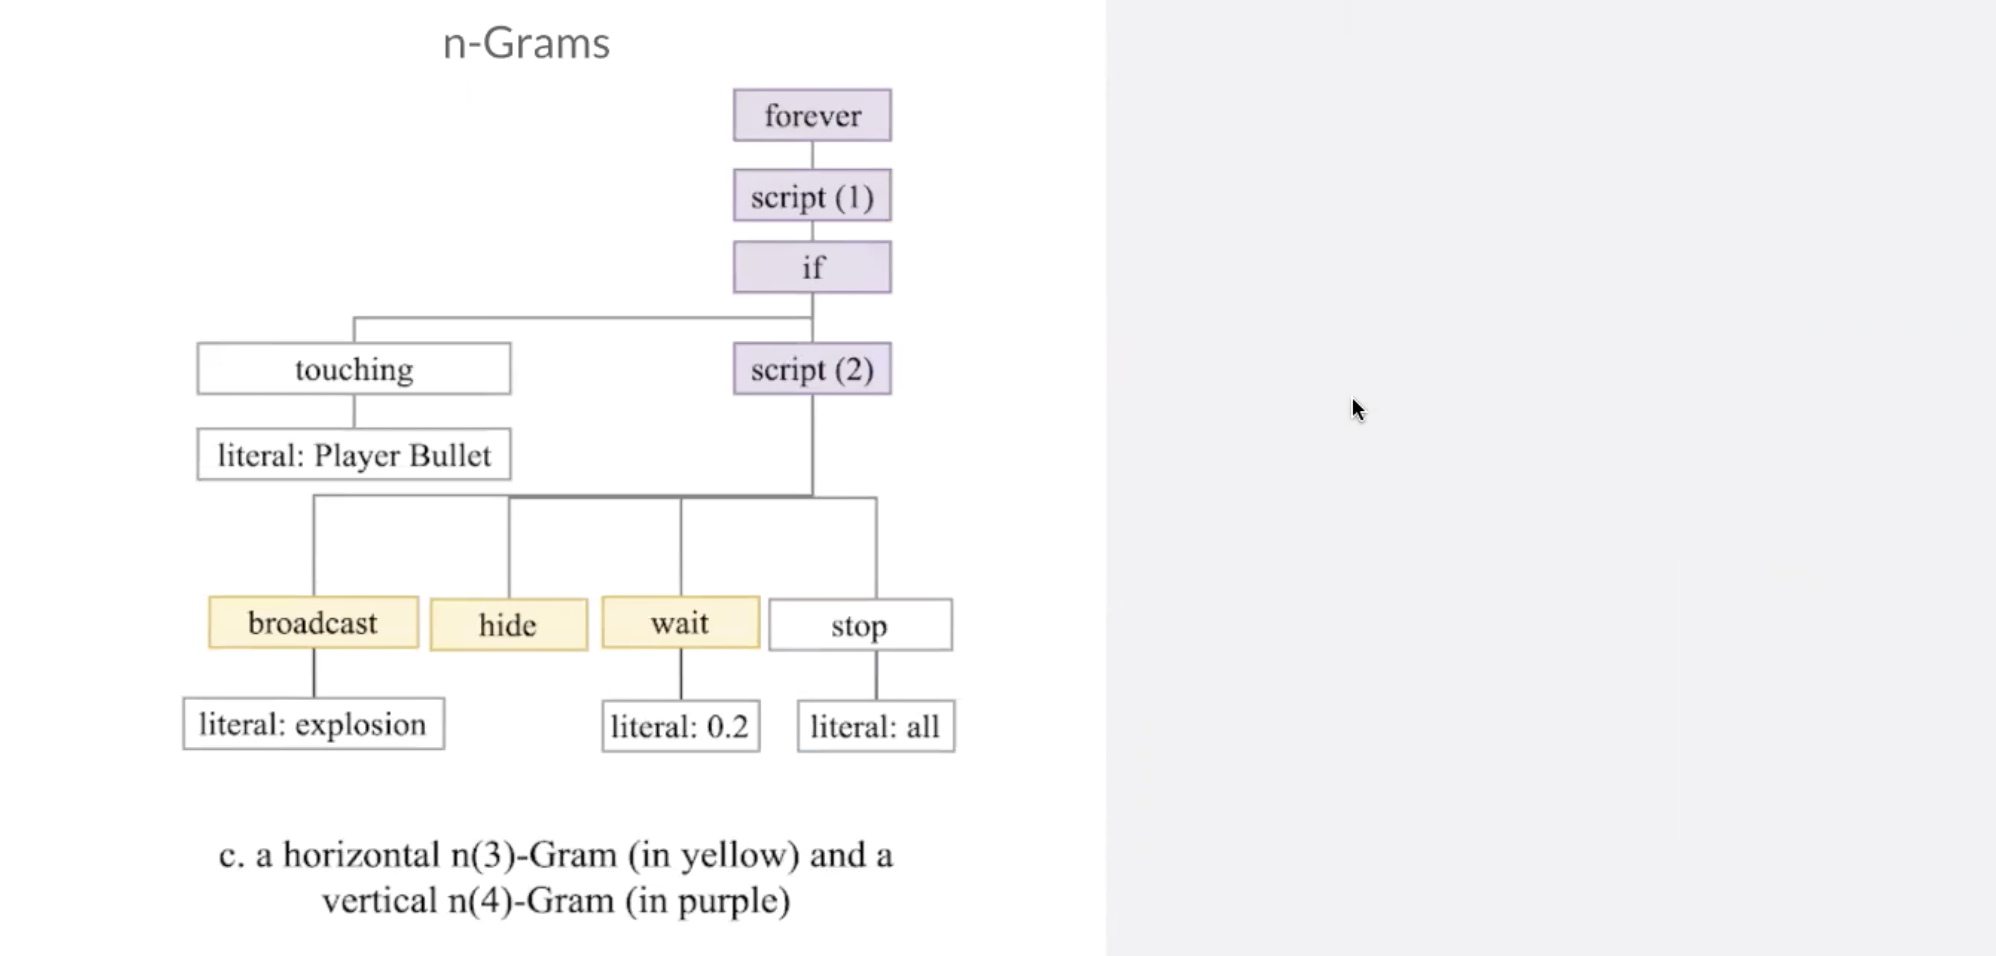 n-Grams
forever
script (1)
if
touching
script (2)
literal: Player Bullet
broadcast
hide
wait
stop
literal: explosion
literal: 0.2
literal: all
c. a horizontal n(3)-Gram (in yellow) and a
vertical n(4)-Gram (in purple)